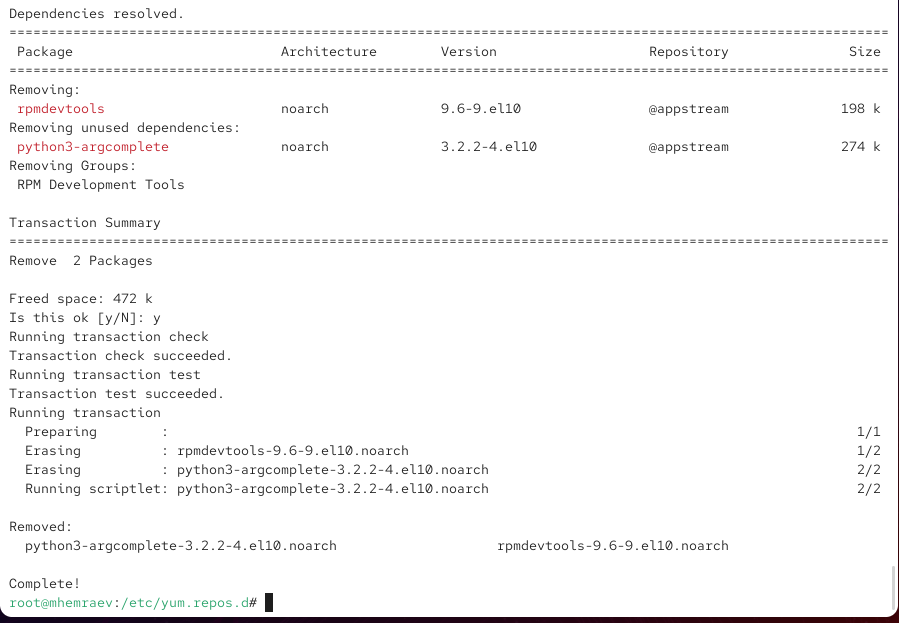 Dependencies resolved.
==============================================================================================================
 Package                          Architecture        Version                   Repository               Size
==============================================================================================================
Removing:
 rpmdevtools                      noarch              9.6-9.el10                @appstream              198 k
Removing unused dependencies:
 python3-argcomplete              noarch              3.2.2-4.el10              @appstream              274 k
Removing Groups:
 RPM Development Tools

Transaction Summary
==============================================================================================================
Remove  2 Packages

Freed space: 472 k
Is this ok [y/N]: y
Running transaction check
Transaction check succeeded.
Running transaction test
Transaction test succeeded.
Running transaction
  Preparing        :                                                                                      1/1
  Erasing          : rpmdevtools-9.6-9.el10.noarch                                                        1/2
  Erasing          : python3-argcomplete-3.2.2-4.el10.noarch                                              2/2
  Running scriptlet: python3-argcomplete-3.2.2-4.el10.noarch                                              2/2

Removed:
  python3-argcomplete-3.2.2-4.el10.noarch                    rpmdevtools-9.6-9.el10.noarch

Complete!
root@mhemraev:/etc/yum.repos.d#